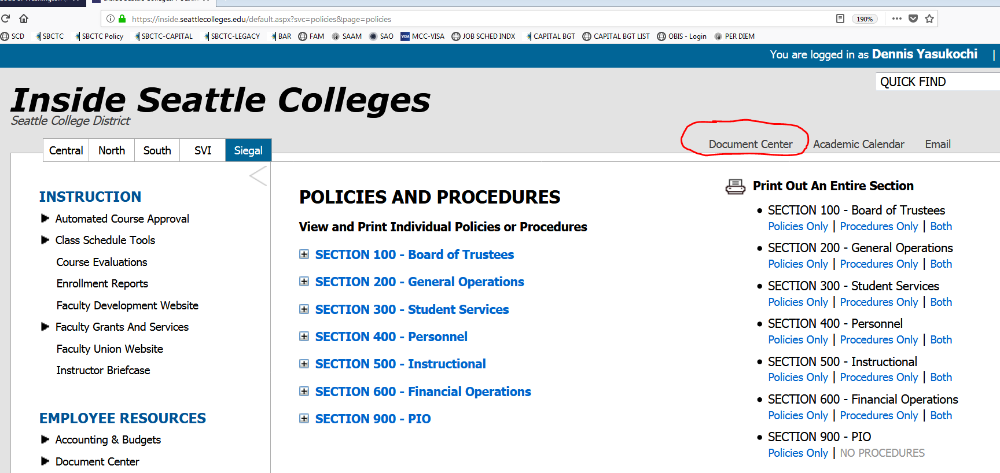 https://inside.seattlecolleges.edu/default.aspx?svc=policies&page=policies
190%
SCD SBCTC SBCTC Policy SBCTC-CAPITAL SBCTC-LEGACY BAR FAM SAAM SAO VISA MCC-VISA JOB SCHED INDX CAPITAL BGT CAPITAL BGT LIST OBIS - Login PER DIEM
You are logged in as Dennis Yasukochi |
QUICK FIND
Inside Seattle Colleges
Seattle College District
Document Center Academic Calendar Email
Central North South SVI Siegal
INSTRUCTION
Automated Course Approval
Class Schedule Tools
Course Evaluations
Enrollment Reports
Faculty Development Website
Faculty Grants And Services
Faculty Union Website
Instructor Briefcase
EMPLOYEE RESOURCES
Accounting & Budgets
Document Center
POLICIES AND PROCEDURES
View and Print Individual Policies or Procedures
SECTION 100 - Board of Trustees
SECTION 200 - General Operations
SECTION 300 - Student Services
SECTION 400 - Personnel
SECTION 500 - Instructional
SECTION 600 - Financial Operations
SECTION 900 - PIO
Print Out An Entire Section
• SECTION 100 - Board of Trustees
Policies Only | Procedures Only | Both
• SECTION 200 - General Operations
Policies Only | Procedures Only | Both
• SECTION 300 - Student Services
Policies Only | Procedures Only | Both
• SECTION 400 - Personnel
Policies Only | Procedures Only | Both
• SECTION 500 - Instructional
Policies Only | Procedures Only | Both
• SECTION 600 - Financial Operations
Policies Only | Procedures Only | Both
• SECTION 900 - PIO
Policies Only | NO PROCEDURES